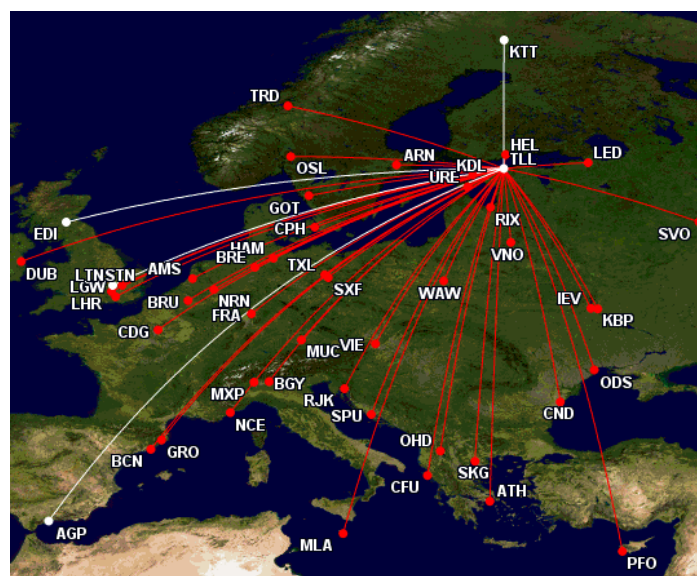 KTT
TRD
HEL
ARN
KDL
TLL
LED
OSL
URE
GOT
RIX
EDI
CPH
SVO
HAM
VNO
DUB
BRE
LTN
STN
AMS
TXL
LGW
SXF
WAW
IEV
LHR
BRU
NRN
KBP
FRA
CDG
MUC
VIE
ODS
MXP
BGY
RJK
CND
NCE
SPU
OHD
BCN
GRO
SKG
CFU
ATH
AGP
MLA
PFO